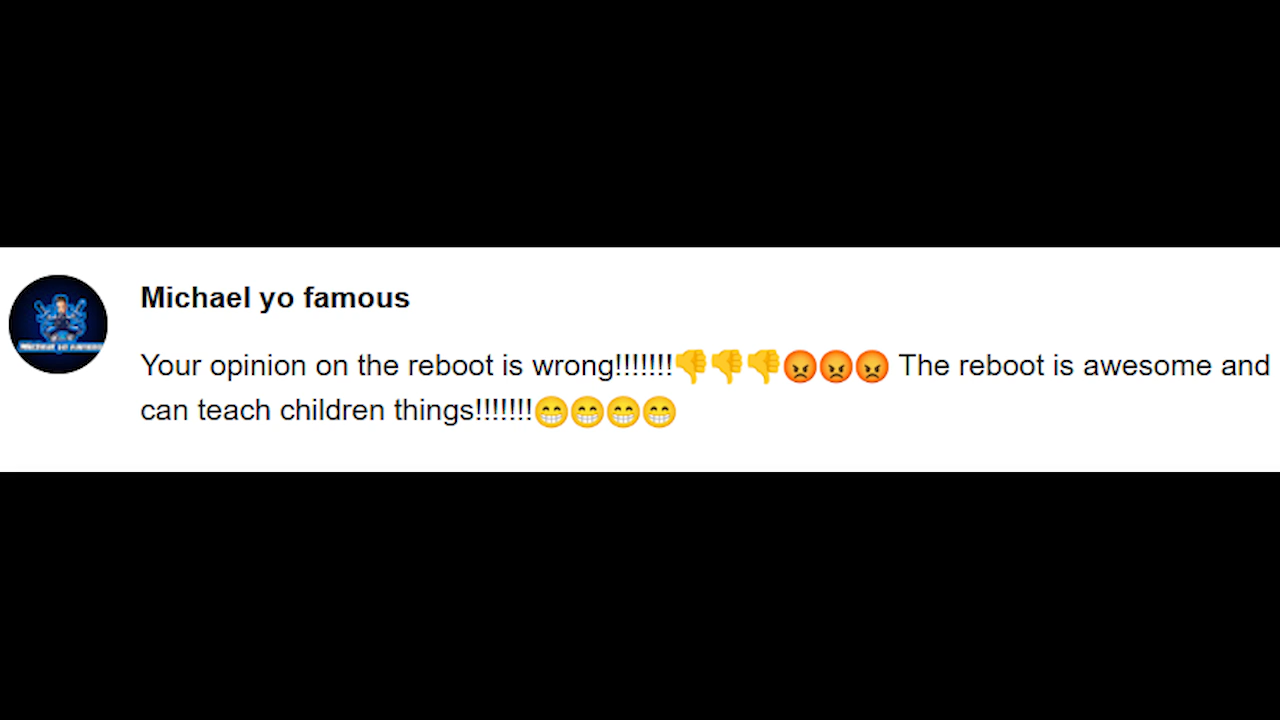 Michael yo famous
Your opinion on the reboot is wrong!!!!!!!👎👎👎😡😡😡 The reboot is awesome and
can teach children things!!!!!!!😁😁😁😁